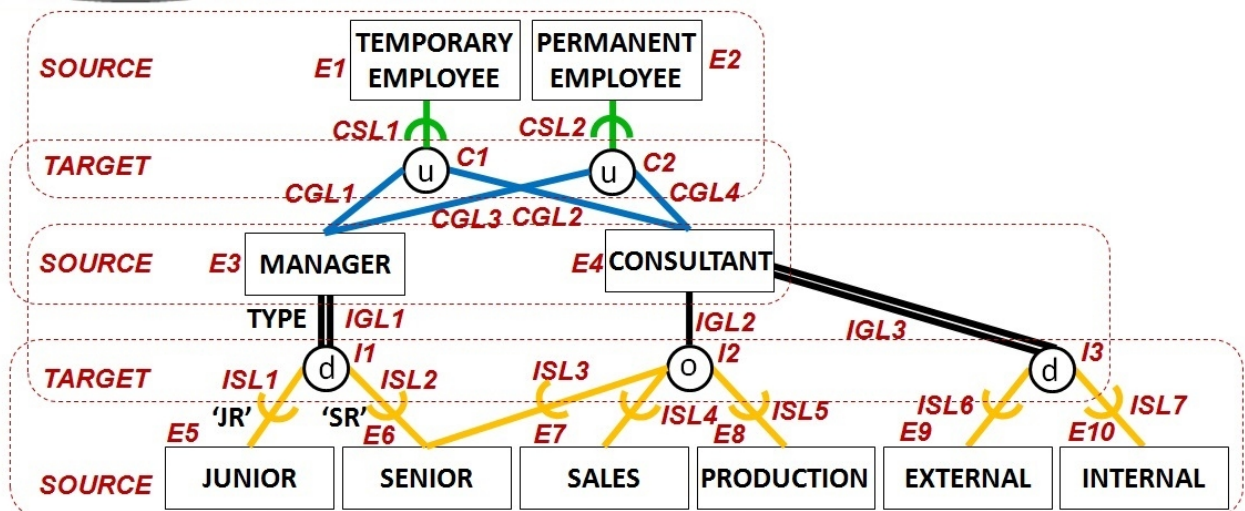 TEMPORARY EMPLOYEE
PERMANENT EMPLOYEE
SOURCE
E1
E2
CSL1
CSL2
TARGET
u
C1
u
C2
CGL1
CGL3
CGL2
CGL4
SOURCE
E3
MANAGER
E4
CONSULTANT
TYPE
IGL1
IGL2
IGL3
TARGET
d
I1
o
I2
d
I3
ISL1
ISL2
ISL3
ISL4
ISL5
ISL6
ISL7
‘JR’
‘SR’
E5
E6
E7
E8
E9
E10
SOURCE
JUNIOR
SENIOR
SALES
PRODUCTION
EXTERNAL
INTERNAL